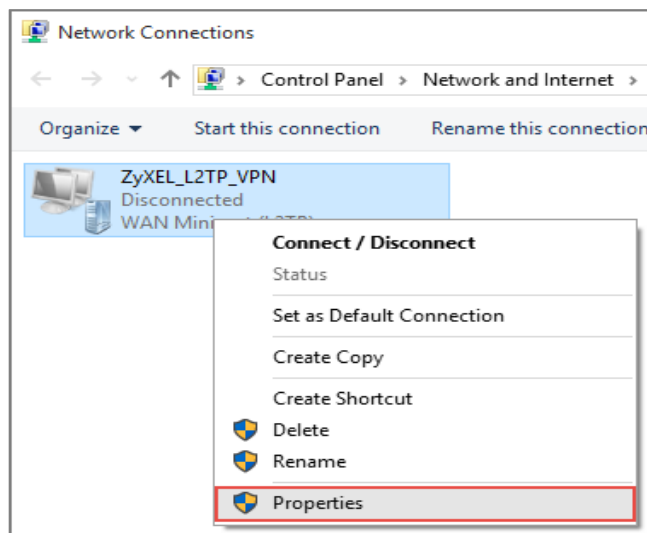 Network Connections
Control Panel > Network and Internet >
Organize Start this connection Rename this connection
ZyXEL_L2TP_VPN
Disconnected
WAN
Connect / Disconnect
Status
Set as Default Connection
Create Copy
Create Shortcut
Delete
Rename
Properties